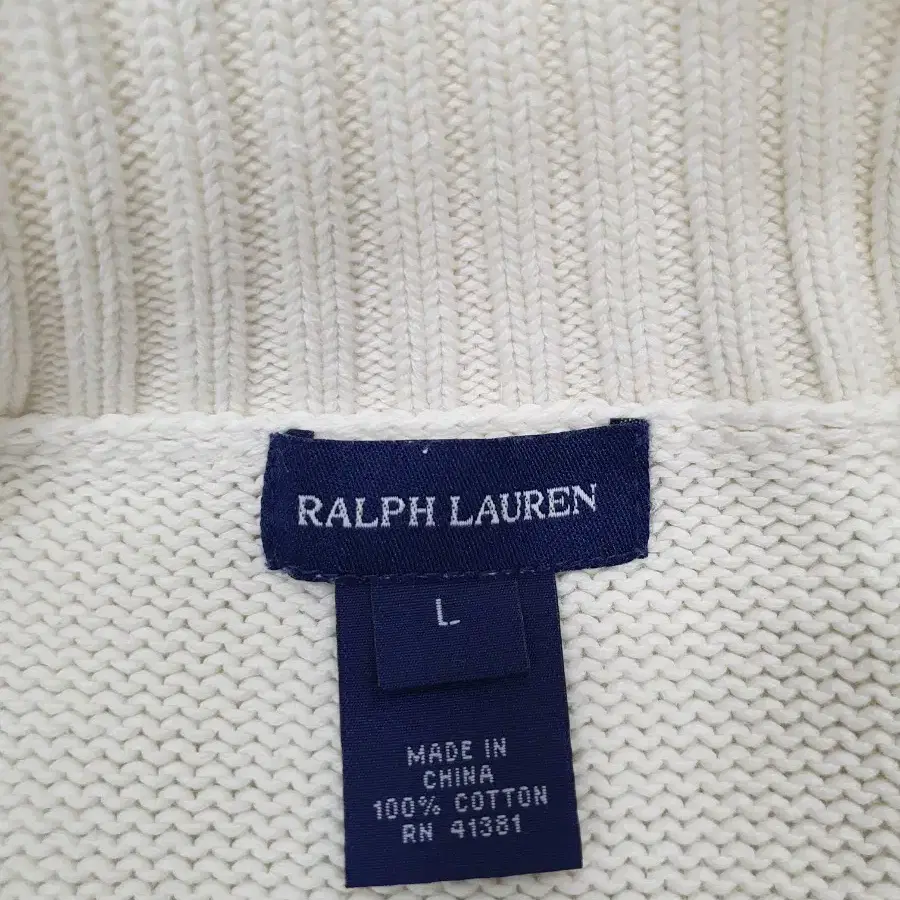 RALPH LAUREN
L
MADE IN
CHINA
100% COTTON
RN 41381